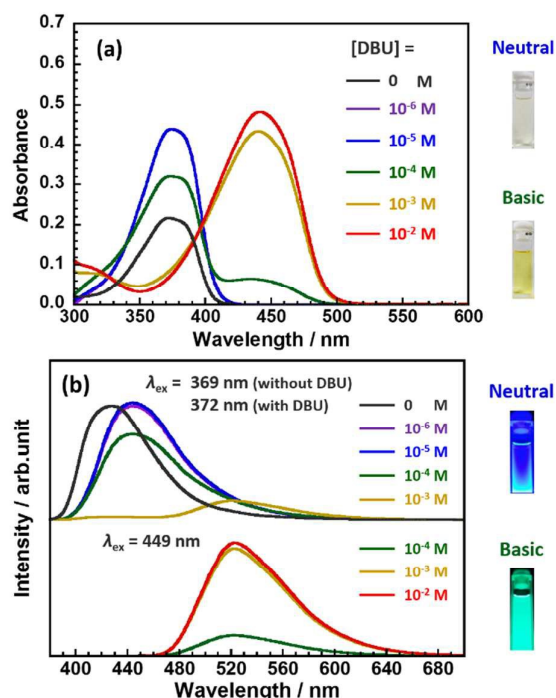 (a)
[DBU] =
0 M
10⁻⁶ M
10⁻⁵ M
10⁻⁴ M
10⁻³ M
10⁻² M
Absorbance
0.7
0.6
0.5
0.4
0.3
0.2
0.1
0.0
300 350 400 450 500 550 600
Wavelength / nm
Neutral
Basic
(b)
λex = 369 nm (without DBU)
372 nm (with DBU)
0 M
10⁻⁶ M
10⁻⁵ M
10⁻⁴ M
10⁻³ M
λex = 449 nm
10⁻⁴ M
10⁻³ M
10⁻² M
Intensity / arb.unit
440 520 600 680
Wavelength / nm
Neutral
Basic